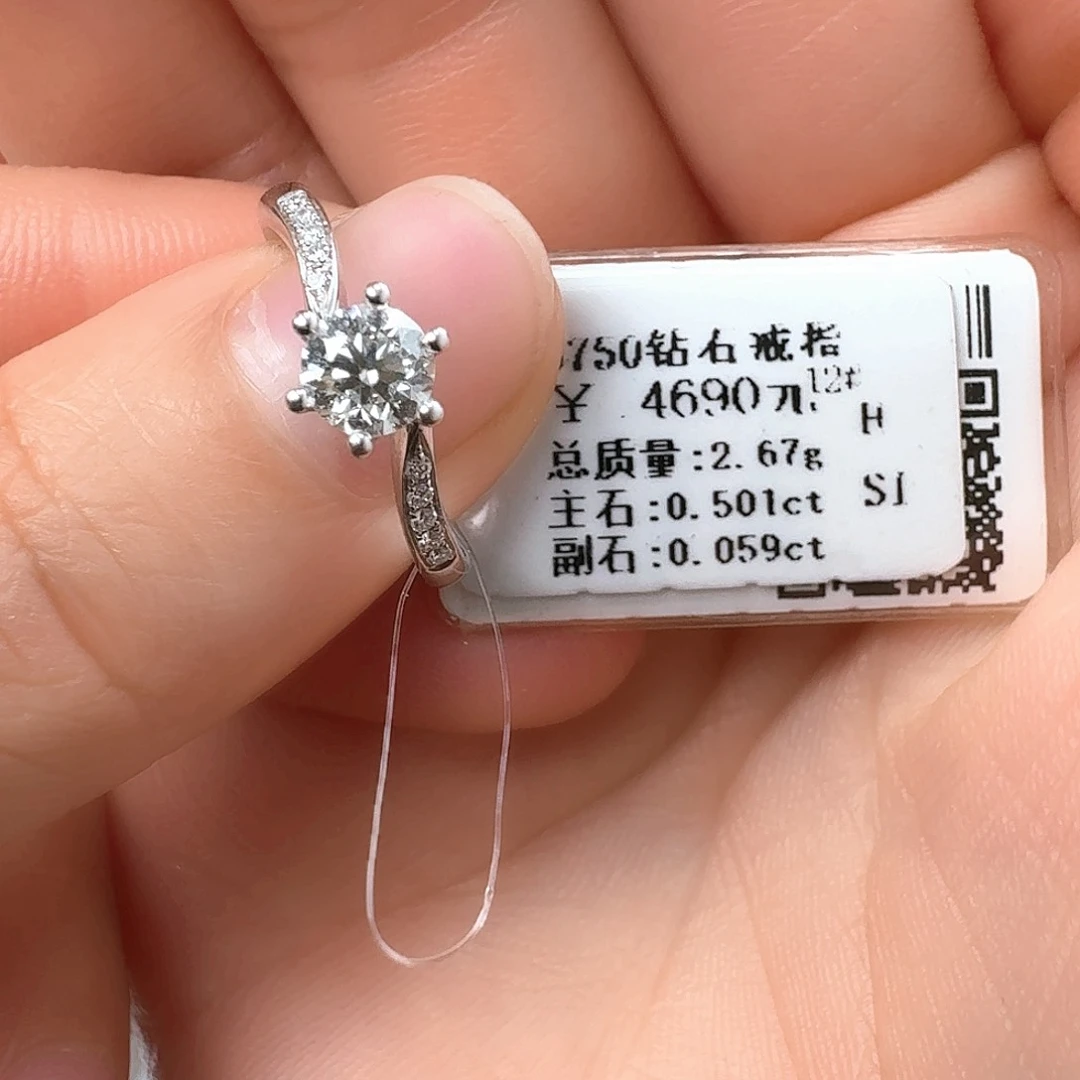 750钻石戒指
￥ 4690元 12#
H
总质量:2.67g
SI
主石:0.501ct
副石:0.059ct